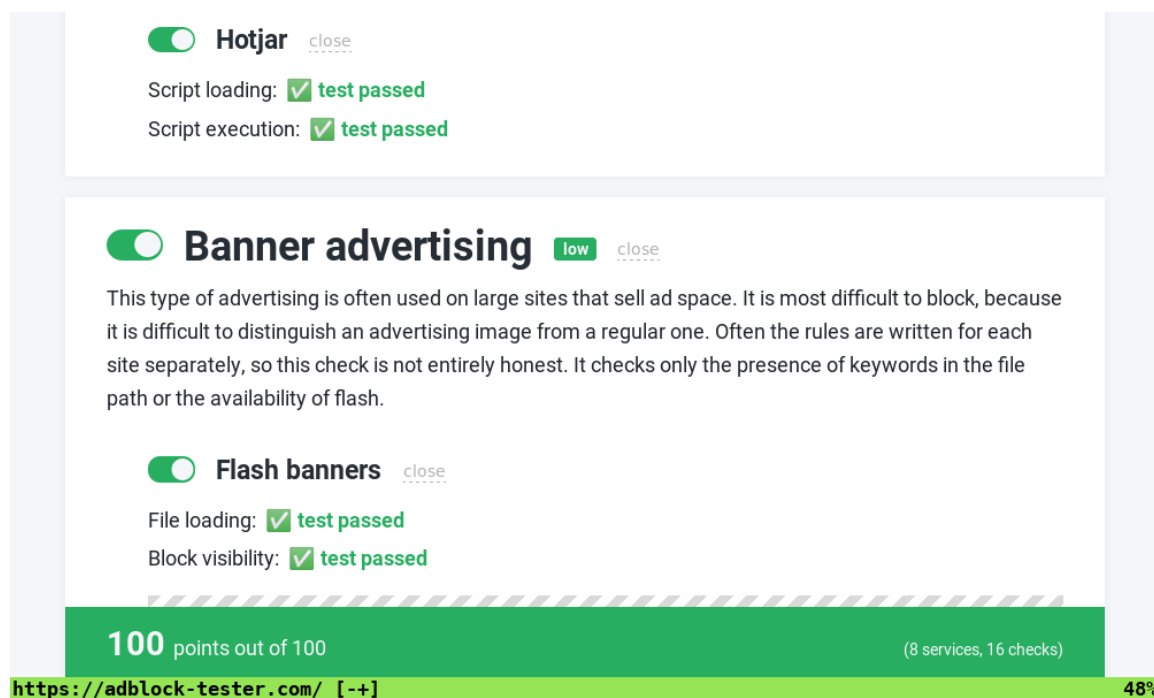 Hotjar close
Script loading: ✅ test passed
Script execution: ✅ test passed
Banner advertising low close
This type of advertising is often used on large sites that sell ad space. It is most difficult to block, because
it is difficult to distinguish an advertising image from a regular one. Often the rules are written for each
site separately, so this check is not entirely honest. It checks only the presence of keywords in the file
path or the availability of flash.
Flash banners close
File loading: ✅ test passed
Block visibility: ✅ test passed
100 points out of 100 (8 services, 16 checks)
https://adblock-tester.com/ [-+] 48%